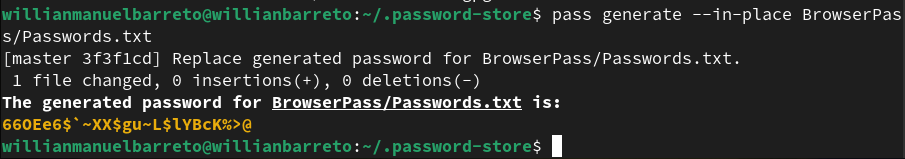 willianmanuelbarreto@willianbarreto:~/.password-store$ pass generate --in-place BrowserPas
s/Passwords.txt
[master 3f3f1cd] Replace generated password for BrowserPass/Passwords.txt.
 1 file changed, 0 insertions(+), 0 deletions(-)
The generated password for BrowserPass/Passwords.txt is:
66OEe6$`~XX$gu~L$lYBcK%>@
willianmanuelbarreto@willianbarreto:~/.password-store$